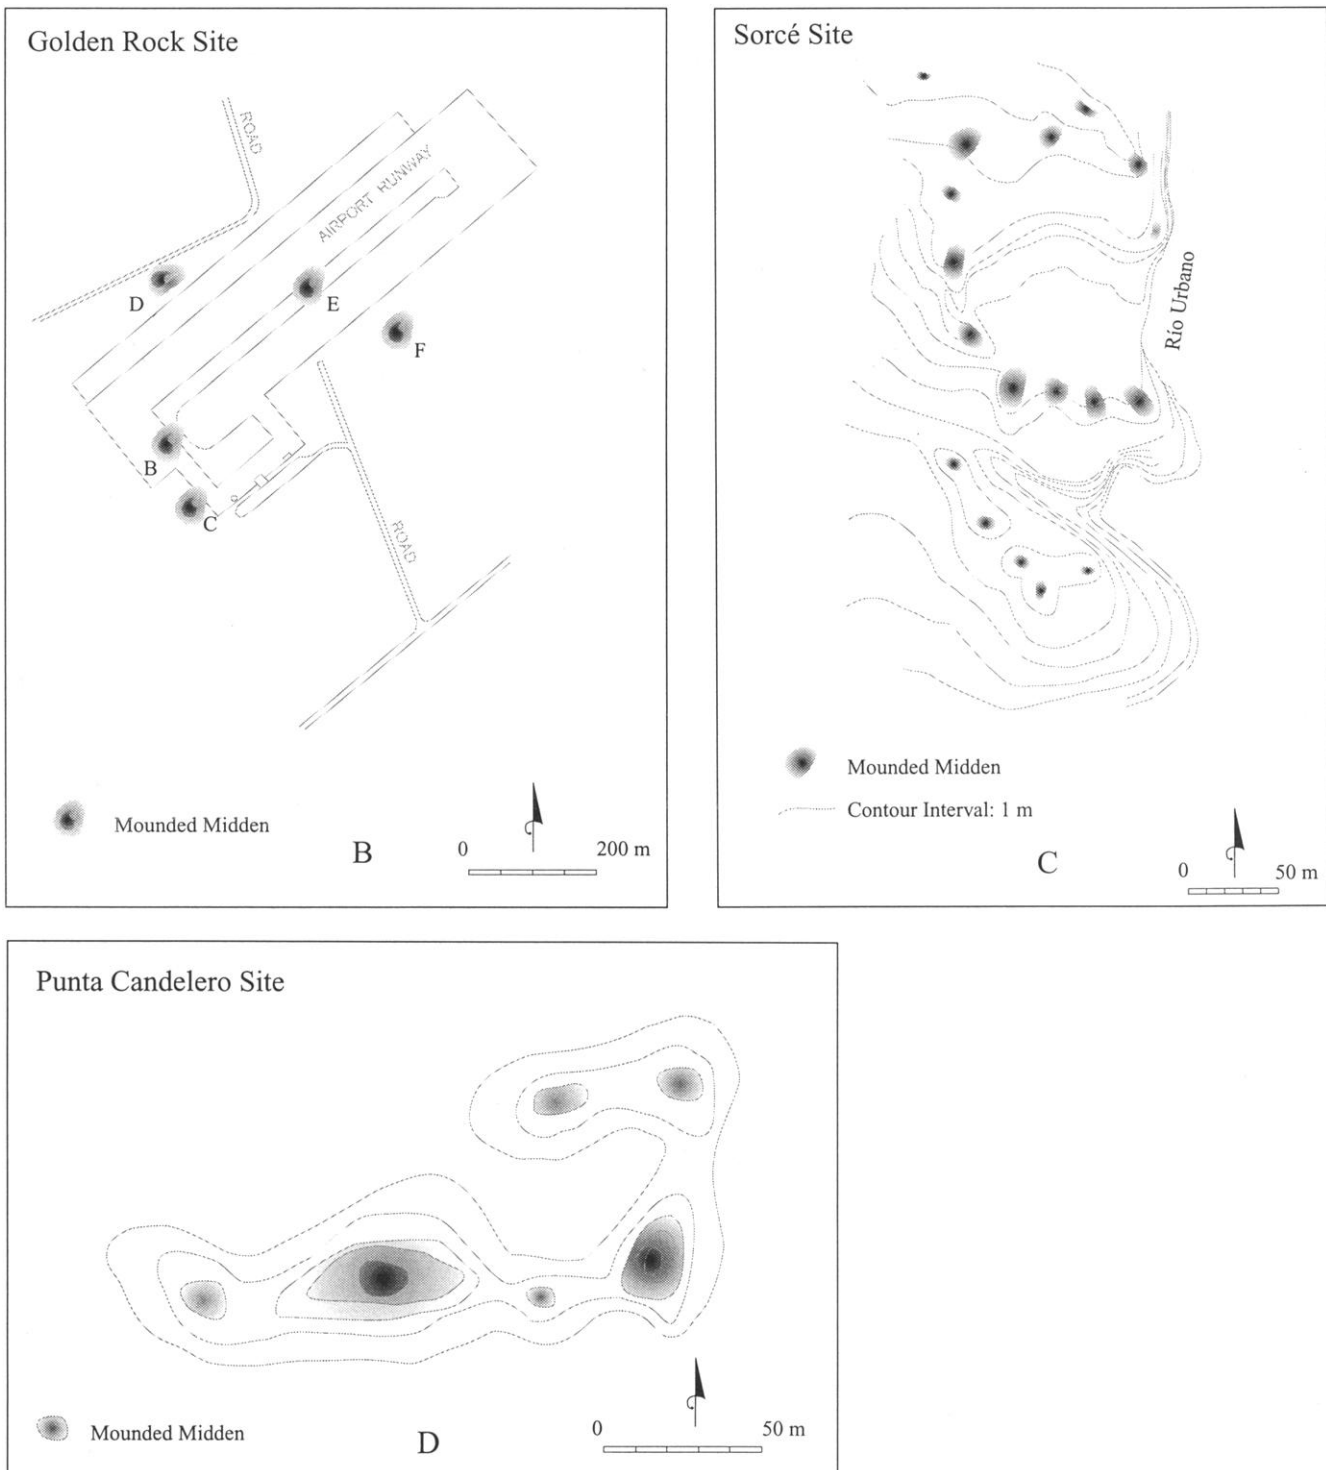 Golden Rock Site
ROAD
AIRPORT RUNWAY
D
E
F
B
C
ROAD
Mounded Midden
B
0 200 m
Sorcé Site
Río Urbano
Mounded Midden
Contour Interval: 1 m
C
0 50 m
Punta Candelero Site
Mounded Midden
D
0 50 m